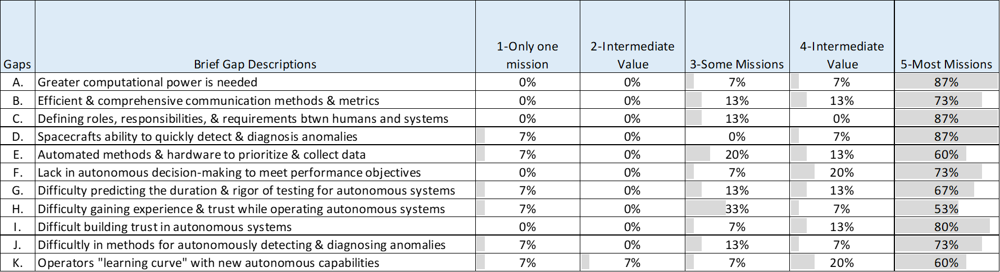 Gaps Brief Gap Descriptions 1-Only one mission 2-Intermediate Value 3-Some Missions 4-Intermediate Value 5-Most Missions
A. Greater computational power is needed 0% 0% 7% 7% 87%
B. Efficient & comprehensive communication methods & metrics 0% 0% 13% 13% 73%
C. Defining roles, responsibilities, & requirements btwn humans and systems 0% 0% 13% 0% 87%
D. Spacecrafts ability to quickly detect & diagnosis anomalies 7% 0% 0% 7% 87%
E. Automated methods & hardware to prioritize & collect data 7% 0% 20% 13% 60%
F. Lack in autonomous decision-making to meet performance objectives 0% 0% 7% 20% 73%
G. Difficulty predicting the duration & rigor of testing for autonomous systems 7% 0% 13% 13% 67%
H. Difficulty gaining experience & trust while operating autonomous systems 7% 0% 33% 7% 53%
I. Difficult building trust in autonomous systems 0% 0% 7% 13% 80%
J. Difficultly in methods for autonomously detecting & diagnosing anomalies 7% 0% 13% 7% 73%
K. Operators "learning curve" with new autonomous capabilities 7% 7% 7% 20% 60%